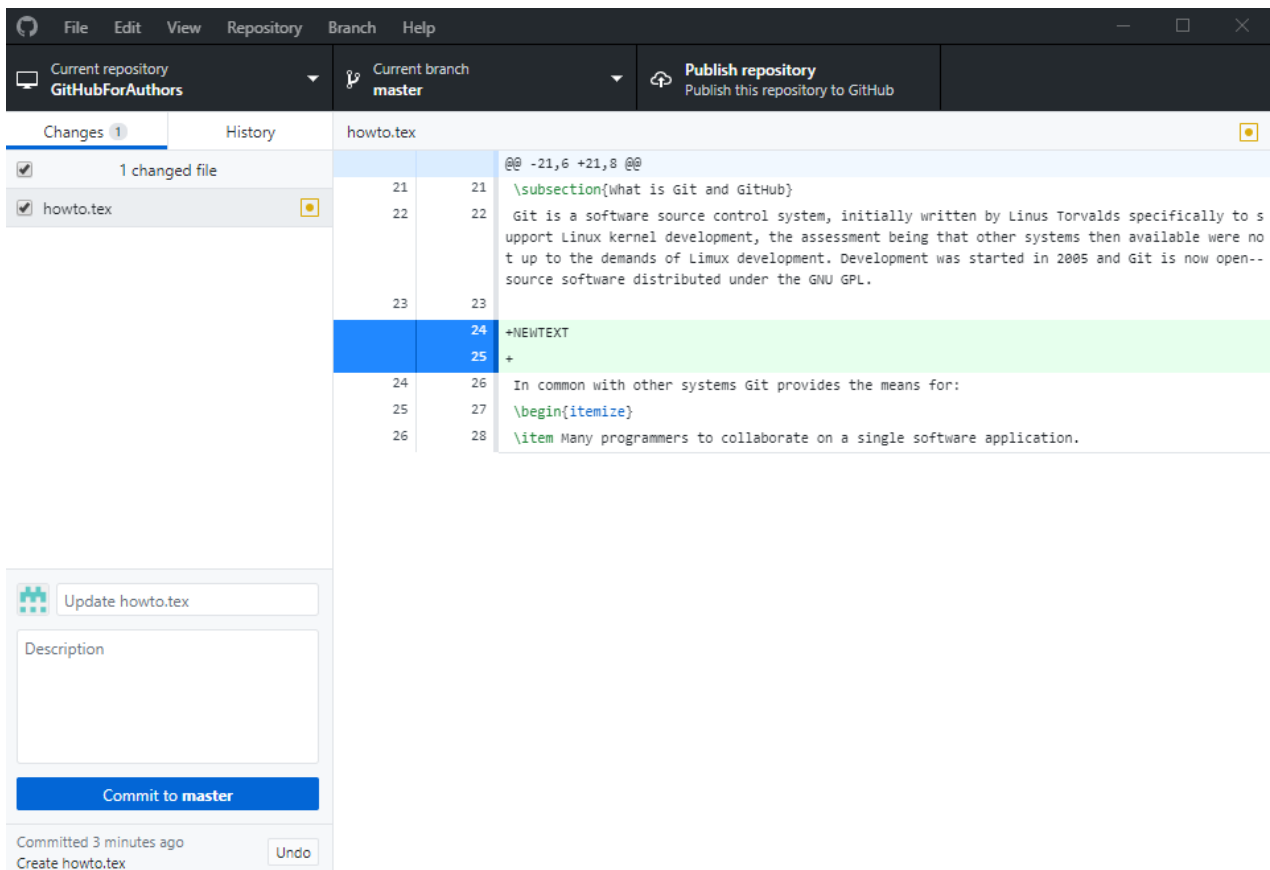 File Edit View Repository Branch Help
Current repository
GitHubForAuthors
Current branch
master
Publish repository
Publish this repository to GitHub
Changes 1 History
howto.tex
1 changed file
howto.tex
@@ -21,6 +21,8 @@
21 21 \subsection{What is Git and GitHub}
22 22 Git is a software source control system, initially written by Linus Torvalds specifically to s
upport Linux kernel development, the assessment being that other systems then available were no
t up to the demands of Limux development. Development was started in 2005 and Git is now open--
source software distributed under the GNU GPL.
23 23
24 +NEWTEXT
25 +
24 26 In common with other systems Git provides the means for:
25 27 \begin{itemize}
26 28 \item Many programmers to collaborate on a single software application.
Update howto.tex
Description
Commit to master
Committed 3 minutes ago
Create howto.tex
Undo